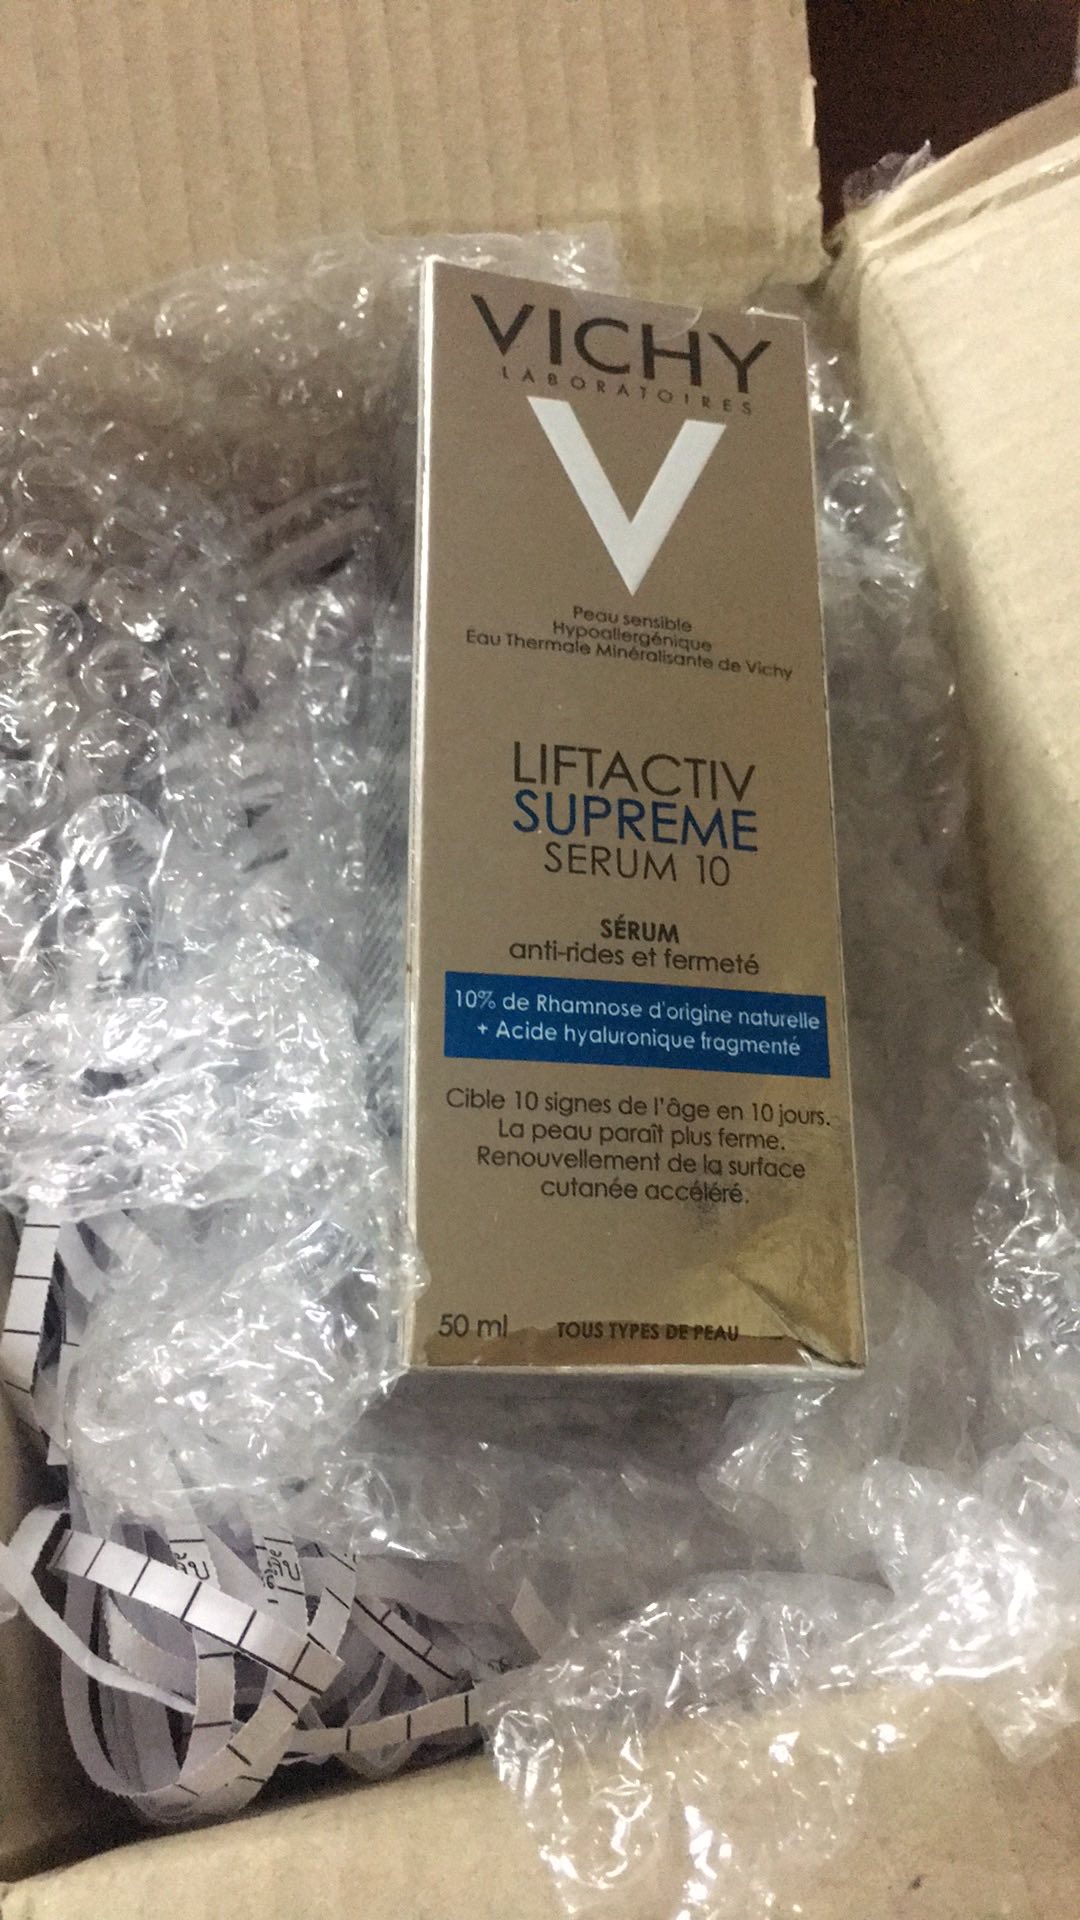 VICHY
LABORATOIRES
V
Peau sensible
Hypoallergénique
Eau Thermale Minéralisante de Vichy
LIFTACTIV
SUPREME
SERUM 10
SÉRUM
anti-rides et fermeté
10% de Rhamnose d'origine naturelle
+ Acide hyaluronique fragmenté
Cible 10 signes de l'âge en 10 jours.
La peau paraît plus ferme.
Renouvellement de la surface
cutanée accéléré.
50 ml TOUS TYPES DE PEAU